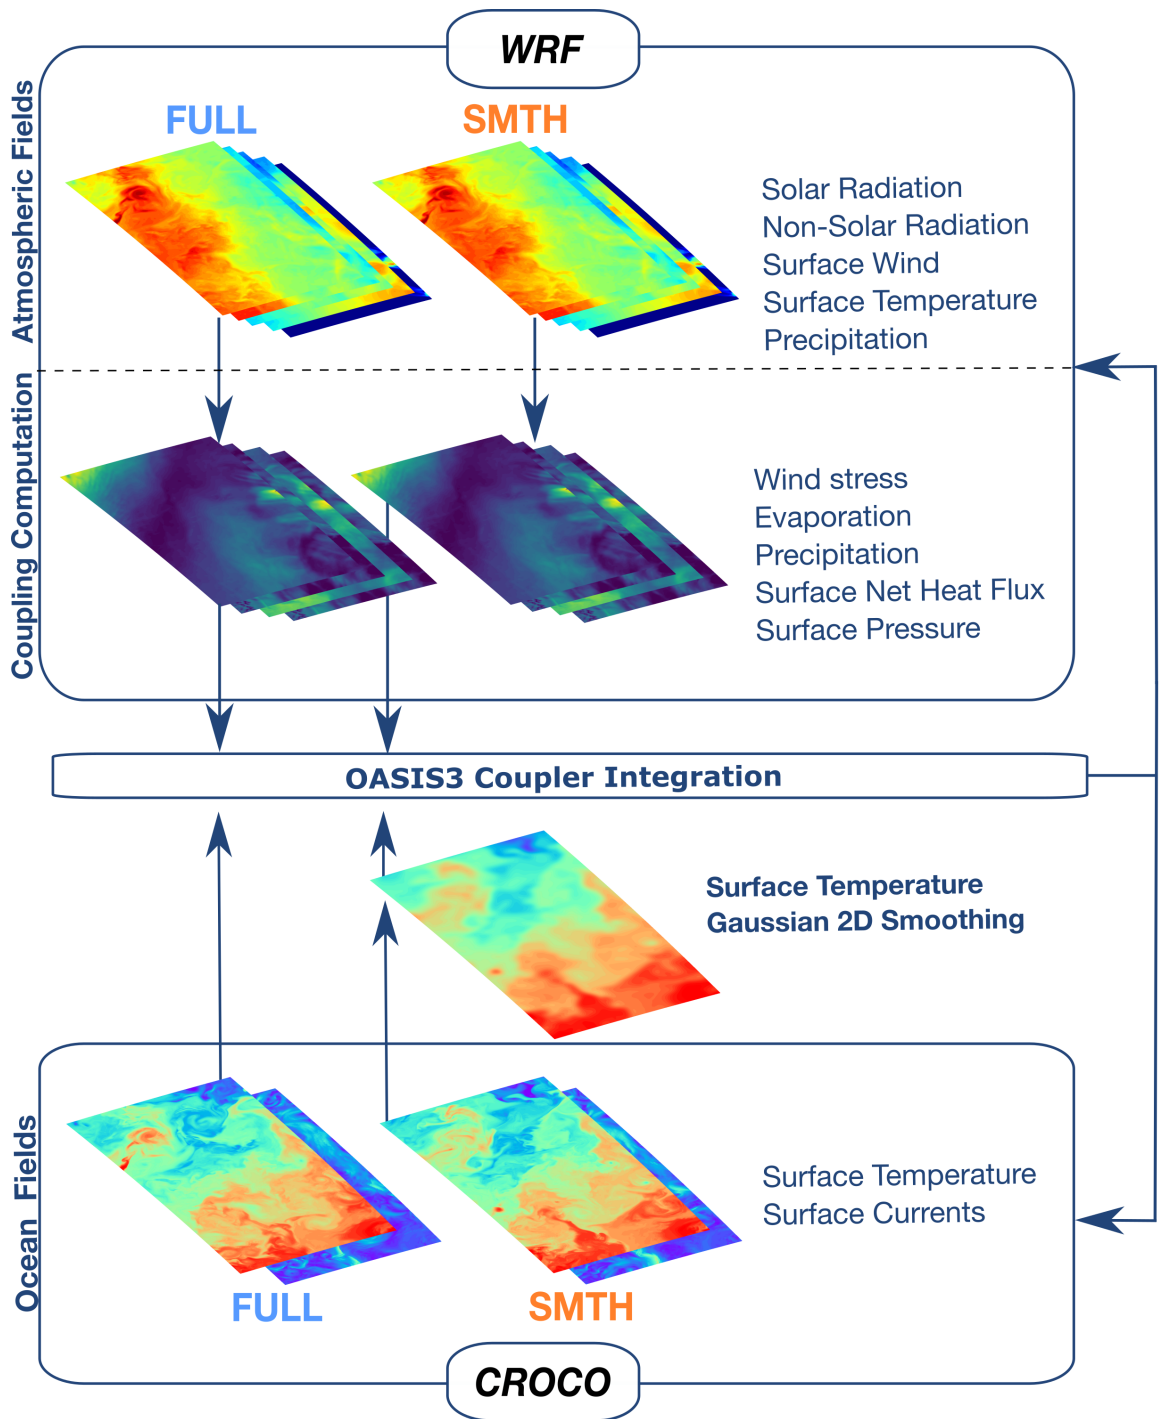 WRF
Atmospheric Fields
FULL
SMTH
Solar Radiation
Non-Solar Radiation
Surface Wind
Surface Temperature
Precipitation
Coupling Computation
Wind stress
Evaporation
Precipitation
Surface Net Heat Flux
Surface Pressure
OASIS3 Coupler Integration
Surface Temperature
Gaussian 2D Smoothing
Ocean Fields
Surface Temperature
Surface Currents
FULL
SMTH
CROCO